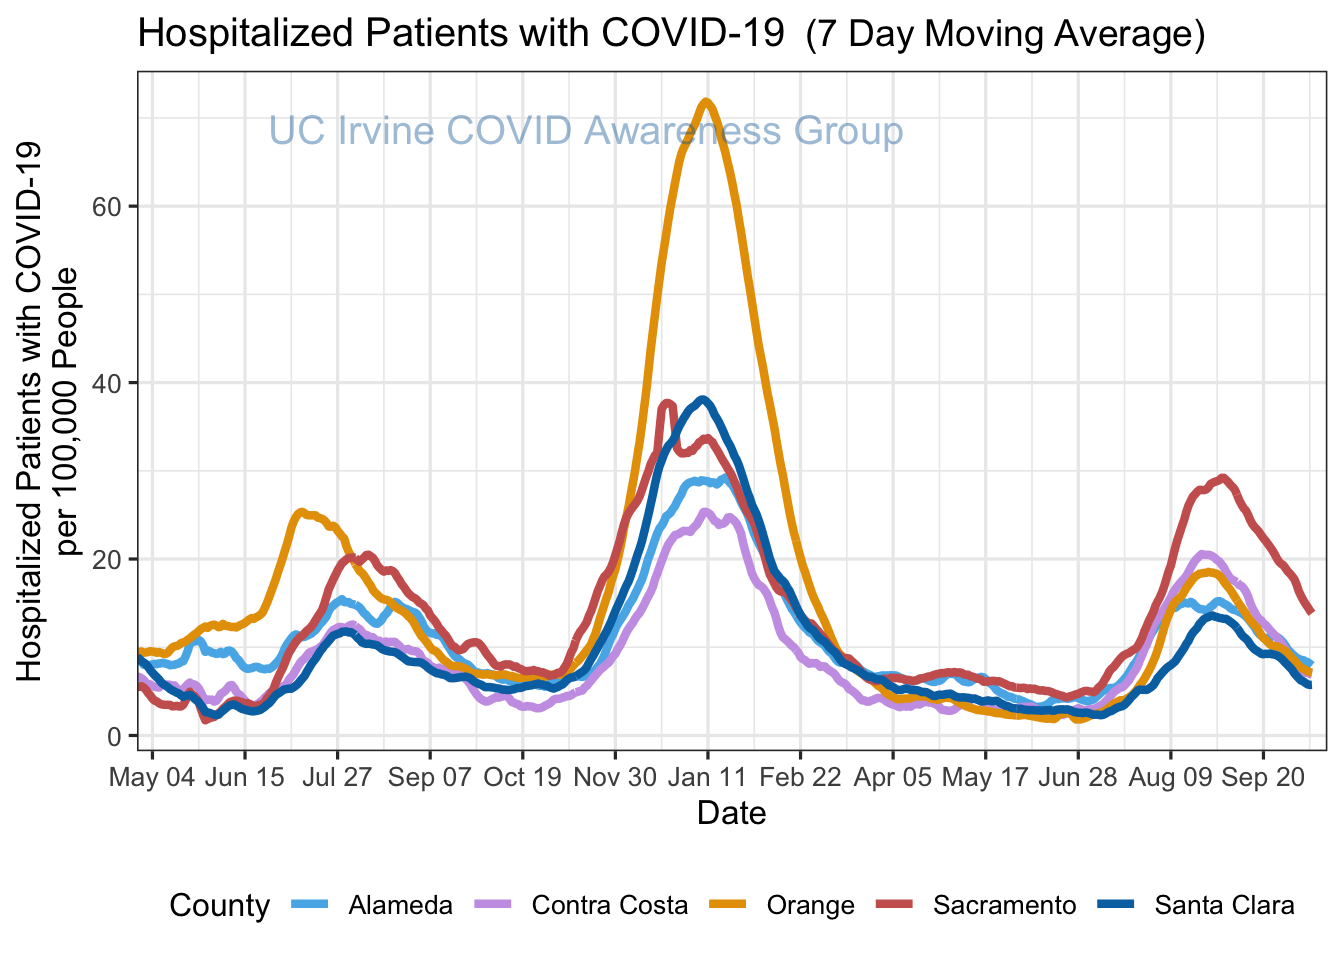 Hospitalized Patients with COVID-19  (7 Day Moving Average)
UC Irvine COVID Awareness Group
Hospitalized Patients with COVID-19
per 100,000 People
60
40
20
0
May 04 Jun 15 Jul 27 Sep 07 Oct 19 Nov 30 Jan 11 Feb 22 Apr 05 May 17 Jun 28 Aug 09 Sep 20
Date
County Alameda Contra Costa Orange Sacramento Santa Clara